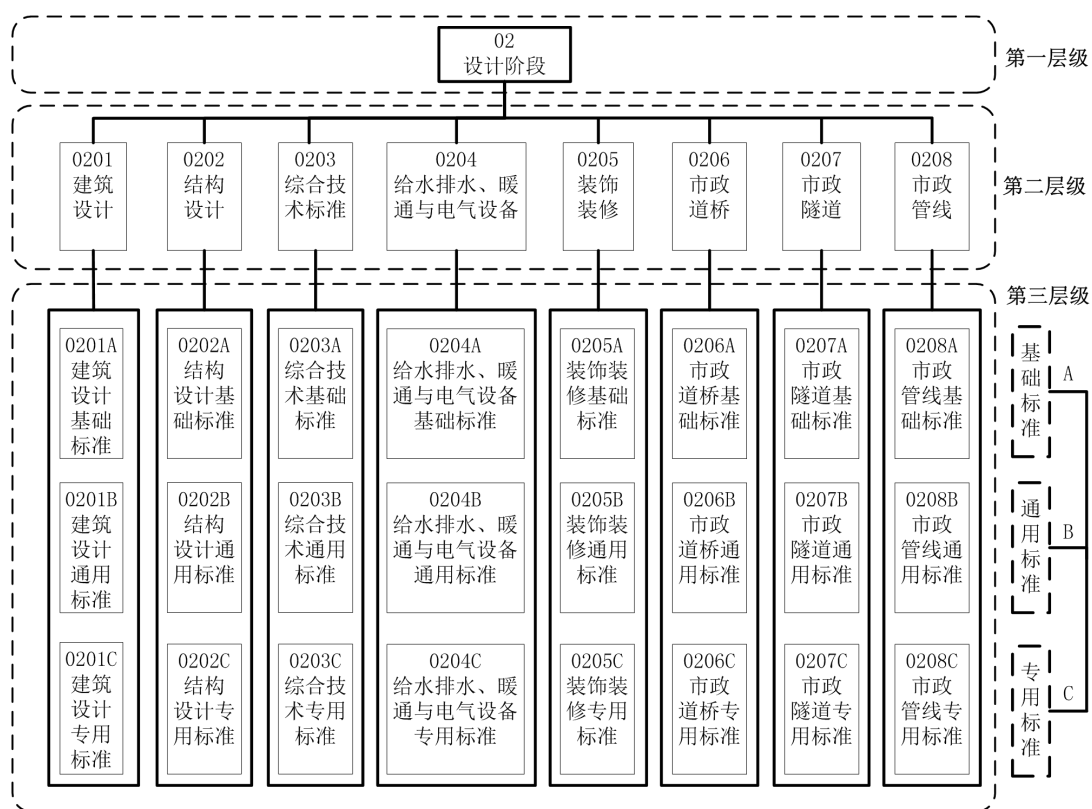 02
设计阶段
第一层级
0201
建筑
设计
0202
结构
设计
0203
综合技
术标准
0204
给水排水、暖
通与电气设备
0205
装饰
装修
0206
市政
道桥
0207
市政
隧道
0208
市政
管线
第二层级
第三层级
0201A
建筑
设计
基础
标准
0202A
结构
设计基
础标准
0203A
综合技
术基础
标准
0204A
给水排水、暖
通与电气设备
基础标准
0205A
装饰装
修基础
标准
0206A
市政
道桥基
础标准
0207A
市政
隧道基
础标准
0208A
市政
管线基
础标准
基础标准
A
0201B
建筑
设计
通用
标准
0202B
结构
设计通
用标准
0203B
综合技
术通用
标准
0204B
给水排水、暖
通与电气设备
通用标准
0205B
装饰装
修通用
标准
0206B
市政
道桥通
用标准
0207B
市政
隧道通
用标准
0208B
市政
管线通
用标准
通用标准
B
0201C
建筑
设计
专用
标准
0202C
结构
设计专
用标准
0203C
综合技
术专用
标准
0204C
给水排水、暖
通与电气设备
专用标准
0205C
装饰装
修专用
标准
0206C
市政
道桥专
用标准
0207C
市政
隧道专
用标准
0208C
市政
管线专
用标准
专用标准
C